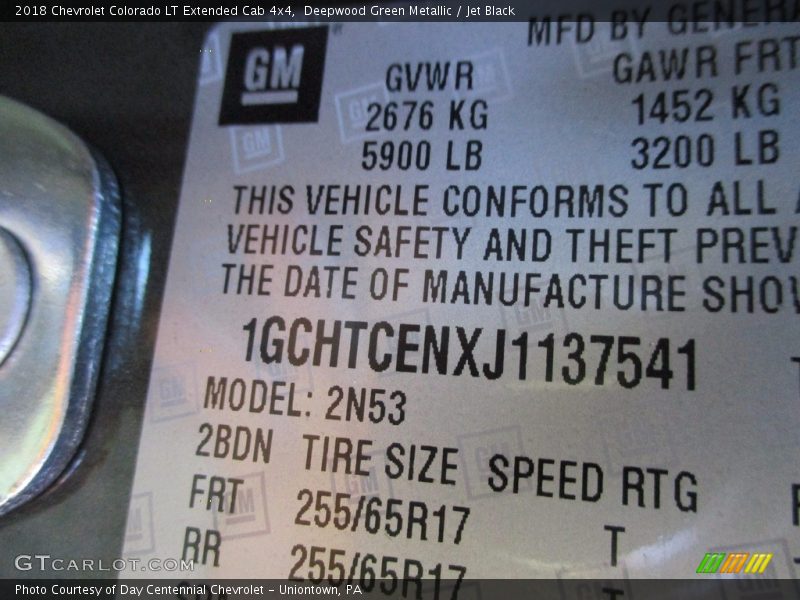 2018 Chevrolet Colorado LT Extended Cab 4x4, Deepwood Green Metallic / Jet Black
MFD BY GENERA
GM
GVWR GAWR FRT
2676 KG 1452 KG
5900 LB 3200 LB
THIS VEHICLE CONFORMS TO ALL
VEHICLE SAFETY AND THEFT PREV
THE DATE OF MANUFACTURE SHOW
1GCHTCENXJ1137541
MODEL: 2N53
2BDN TIRE SIZE SPEED RTG
FRT 255/65R17 T
RR 255/65R17 T
GTCARLOT.COM
Photo Courtesy of Day Centennial Chevrolet - Uniontown, PA